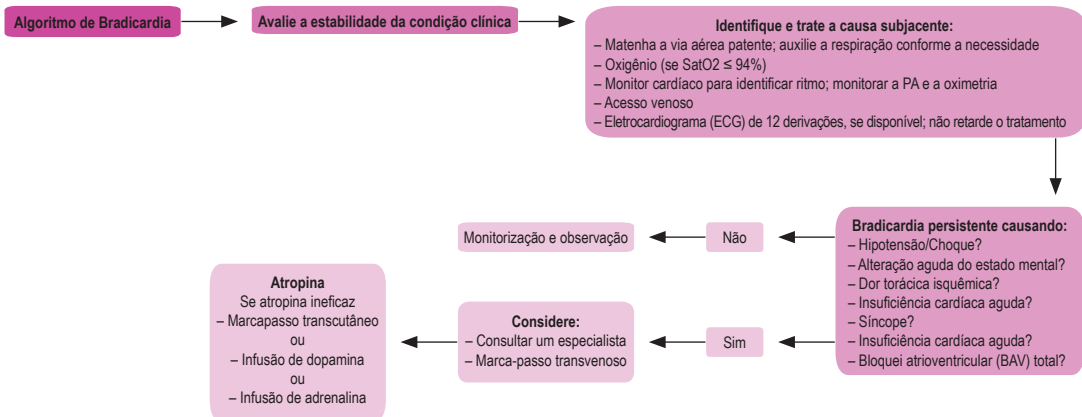 Algoritmo de Bradicardia
Avalie a estabilidade da condição clínica
Identifique e trate a causa subjacente:
– Matenha a via aérea patente; auxilie a respiração conforme a necessidade
– Oxigênio (se SatO2 ≤ 94%)
– Monitor cardíaco para identificar ritmo; monitorar a PA e a oximetria
– Acesso venoso
– Eletrocardiograma (ECG) de 12 derivações, se disponível; não retarde o tratamento
Bradicardia persistente causando:
– Hipotensão/Choque?
– Alteração aguda do estado mental?
– Dor torácica isquêmica?
– Insuficiência cardíaca aguda?
– Síncope?
– Insuficiência cardíaca aguda?
– Bloquei atrioventricular (BAV) total?
Não
Monitorização e observação
Sim
Considere:
– Consultar um especialista
– Marca-passo transvenoso
Atropina
Se atropina ineficaz
– Marcapasso transcutâneo
ou
– Infusão de dopamina
ou
– Infusão de adrenalina